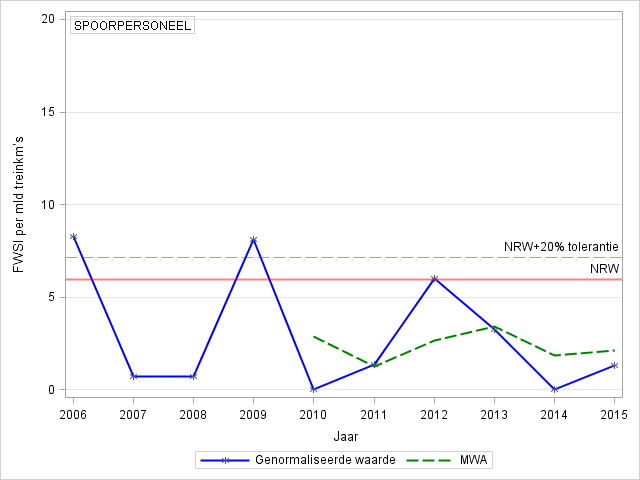 SPOORPERSONEEL
20
15
10
5
0
FWSI per mld treinkm's
NRW+20% tolerantie
NRW
2006 2007 2008 2009 2010 2011 2012 2013 2014 2015
Jaar
Genormaliseerde waarde MWA